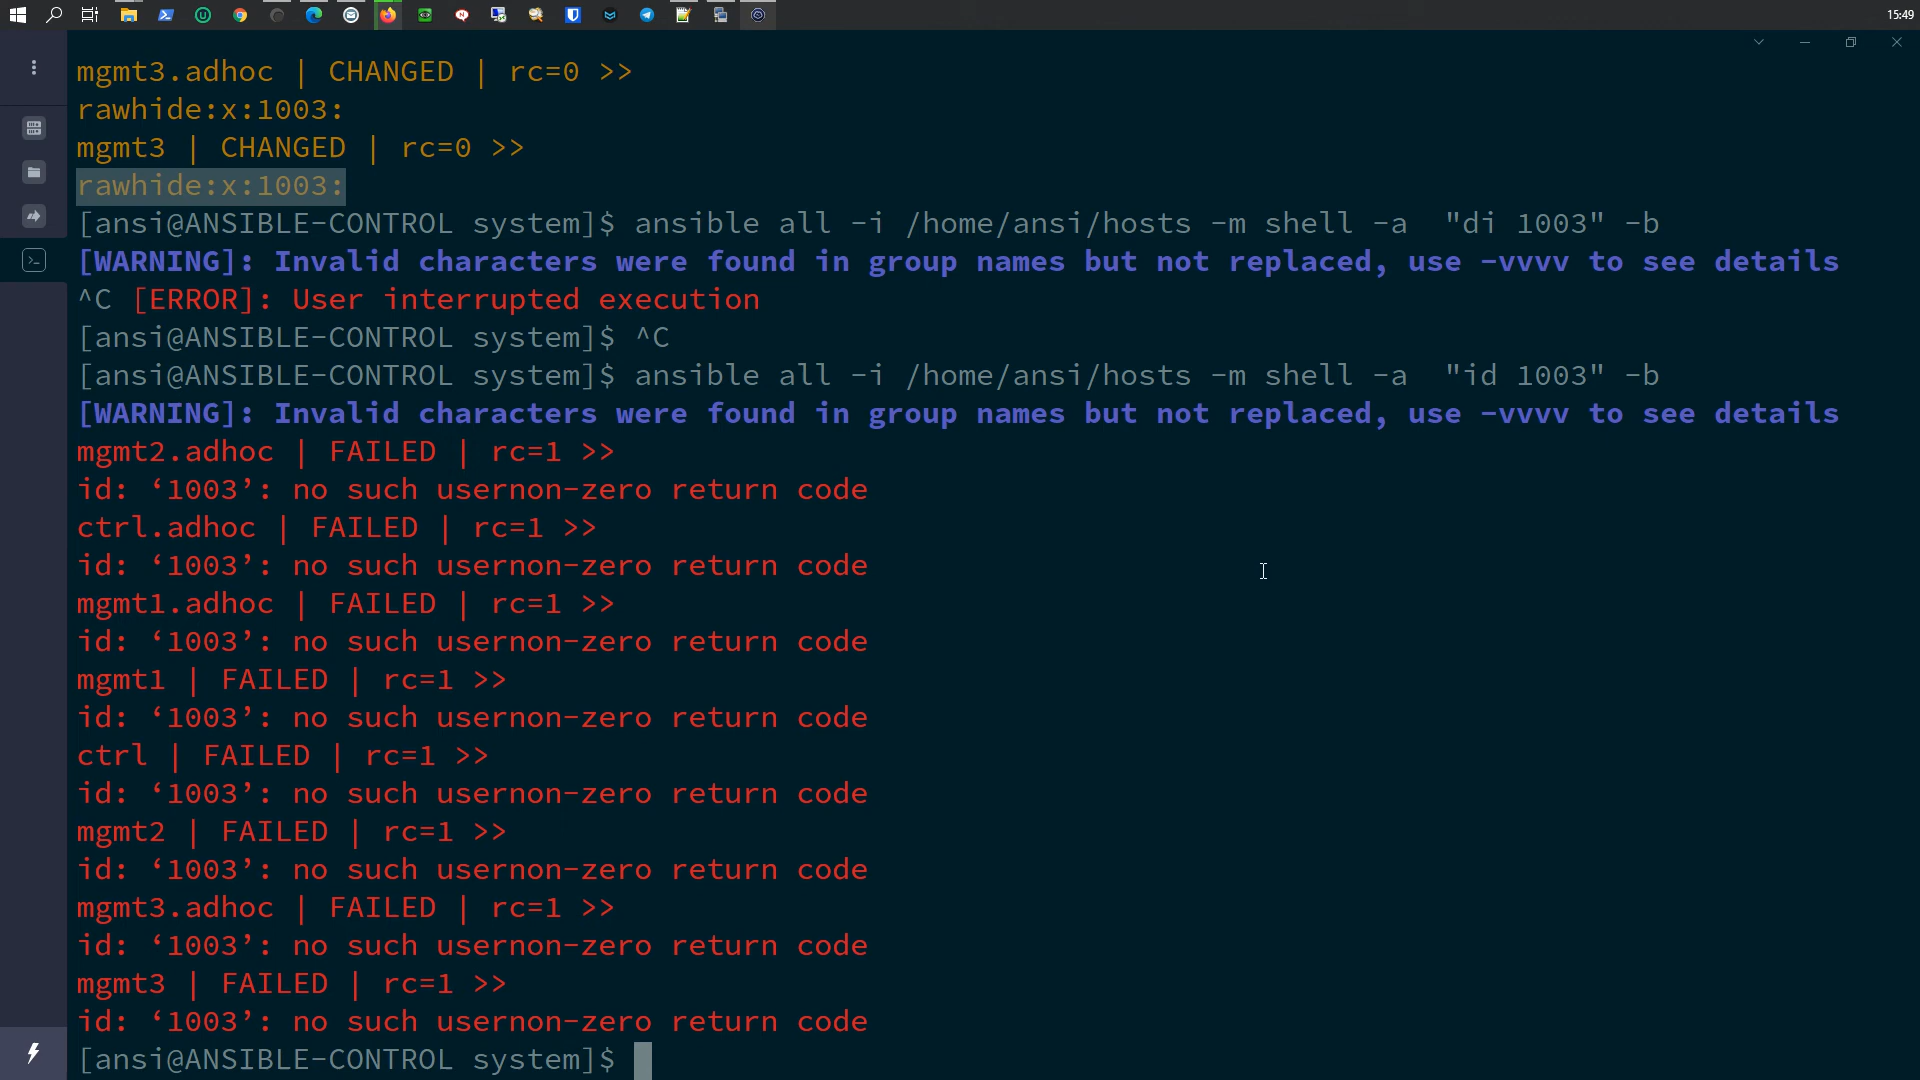 15:49
mgmt3.adhoc | CHANGED | rc=0 >>
rawhide:x:1003:
mgmt3 | CHANGED | rc=0 >>
rawhide:x:1003:
[ansi@ANSIBLE-CONTROL system]$ ansible all -i /home/ansi/hosts -m shell -a  "di 1003" -b
[WARNING]: Invalid characters were found in group names but not replaced, use -vvvv to see details
^C [ERROR]: User interrupted execution
[ansi@ANSIBLE-CONTROL system]$ ^C
[ansi@ANSIBLE-CONTROL system]$ ansible all -i /home/ansi/hosts -m shell -a  "id 1003" -b
[WARNING]: Invalid characters were found in group names but not replaced, use -vvvv to see details
mgmt2.adhoc | FAILED | rc=1 >>
id: ‘1003’: no such usernon-zero return code
ctrl.adhoc | FAILED | rc=1 >>
id: ‘1003’: no such usernon-zero return code
mgmt1.adhoc | FAILED | rc=1 >>
id: ‘1003’: no such usernon-zero return code
mgmt1 | FAILED | rc=1 >>
id: ‘1003’: no such usernon-zero return code
ctrl | FAILED | rc=1 >>
id: ‘1003’: no such usernon-zero return code
mgmt2 | FAILED | rc=1 >>
id: ‘1003’: no such usernon-zero return code
mgmt3.adhoc | FAILED | rc=1 >>
id: ‘1003’: no such usernon-zero return code
mgmt3 | FAILED | rc=1 >>
id: ‘1003’: no such usernon-zero return code
[ansi@ANSIBLE-CONTROL system]$